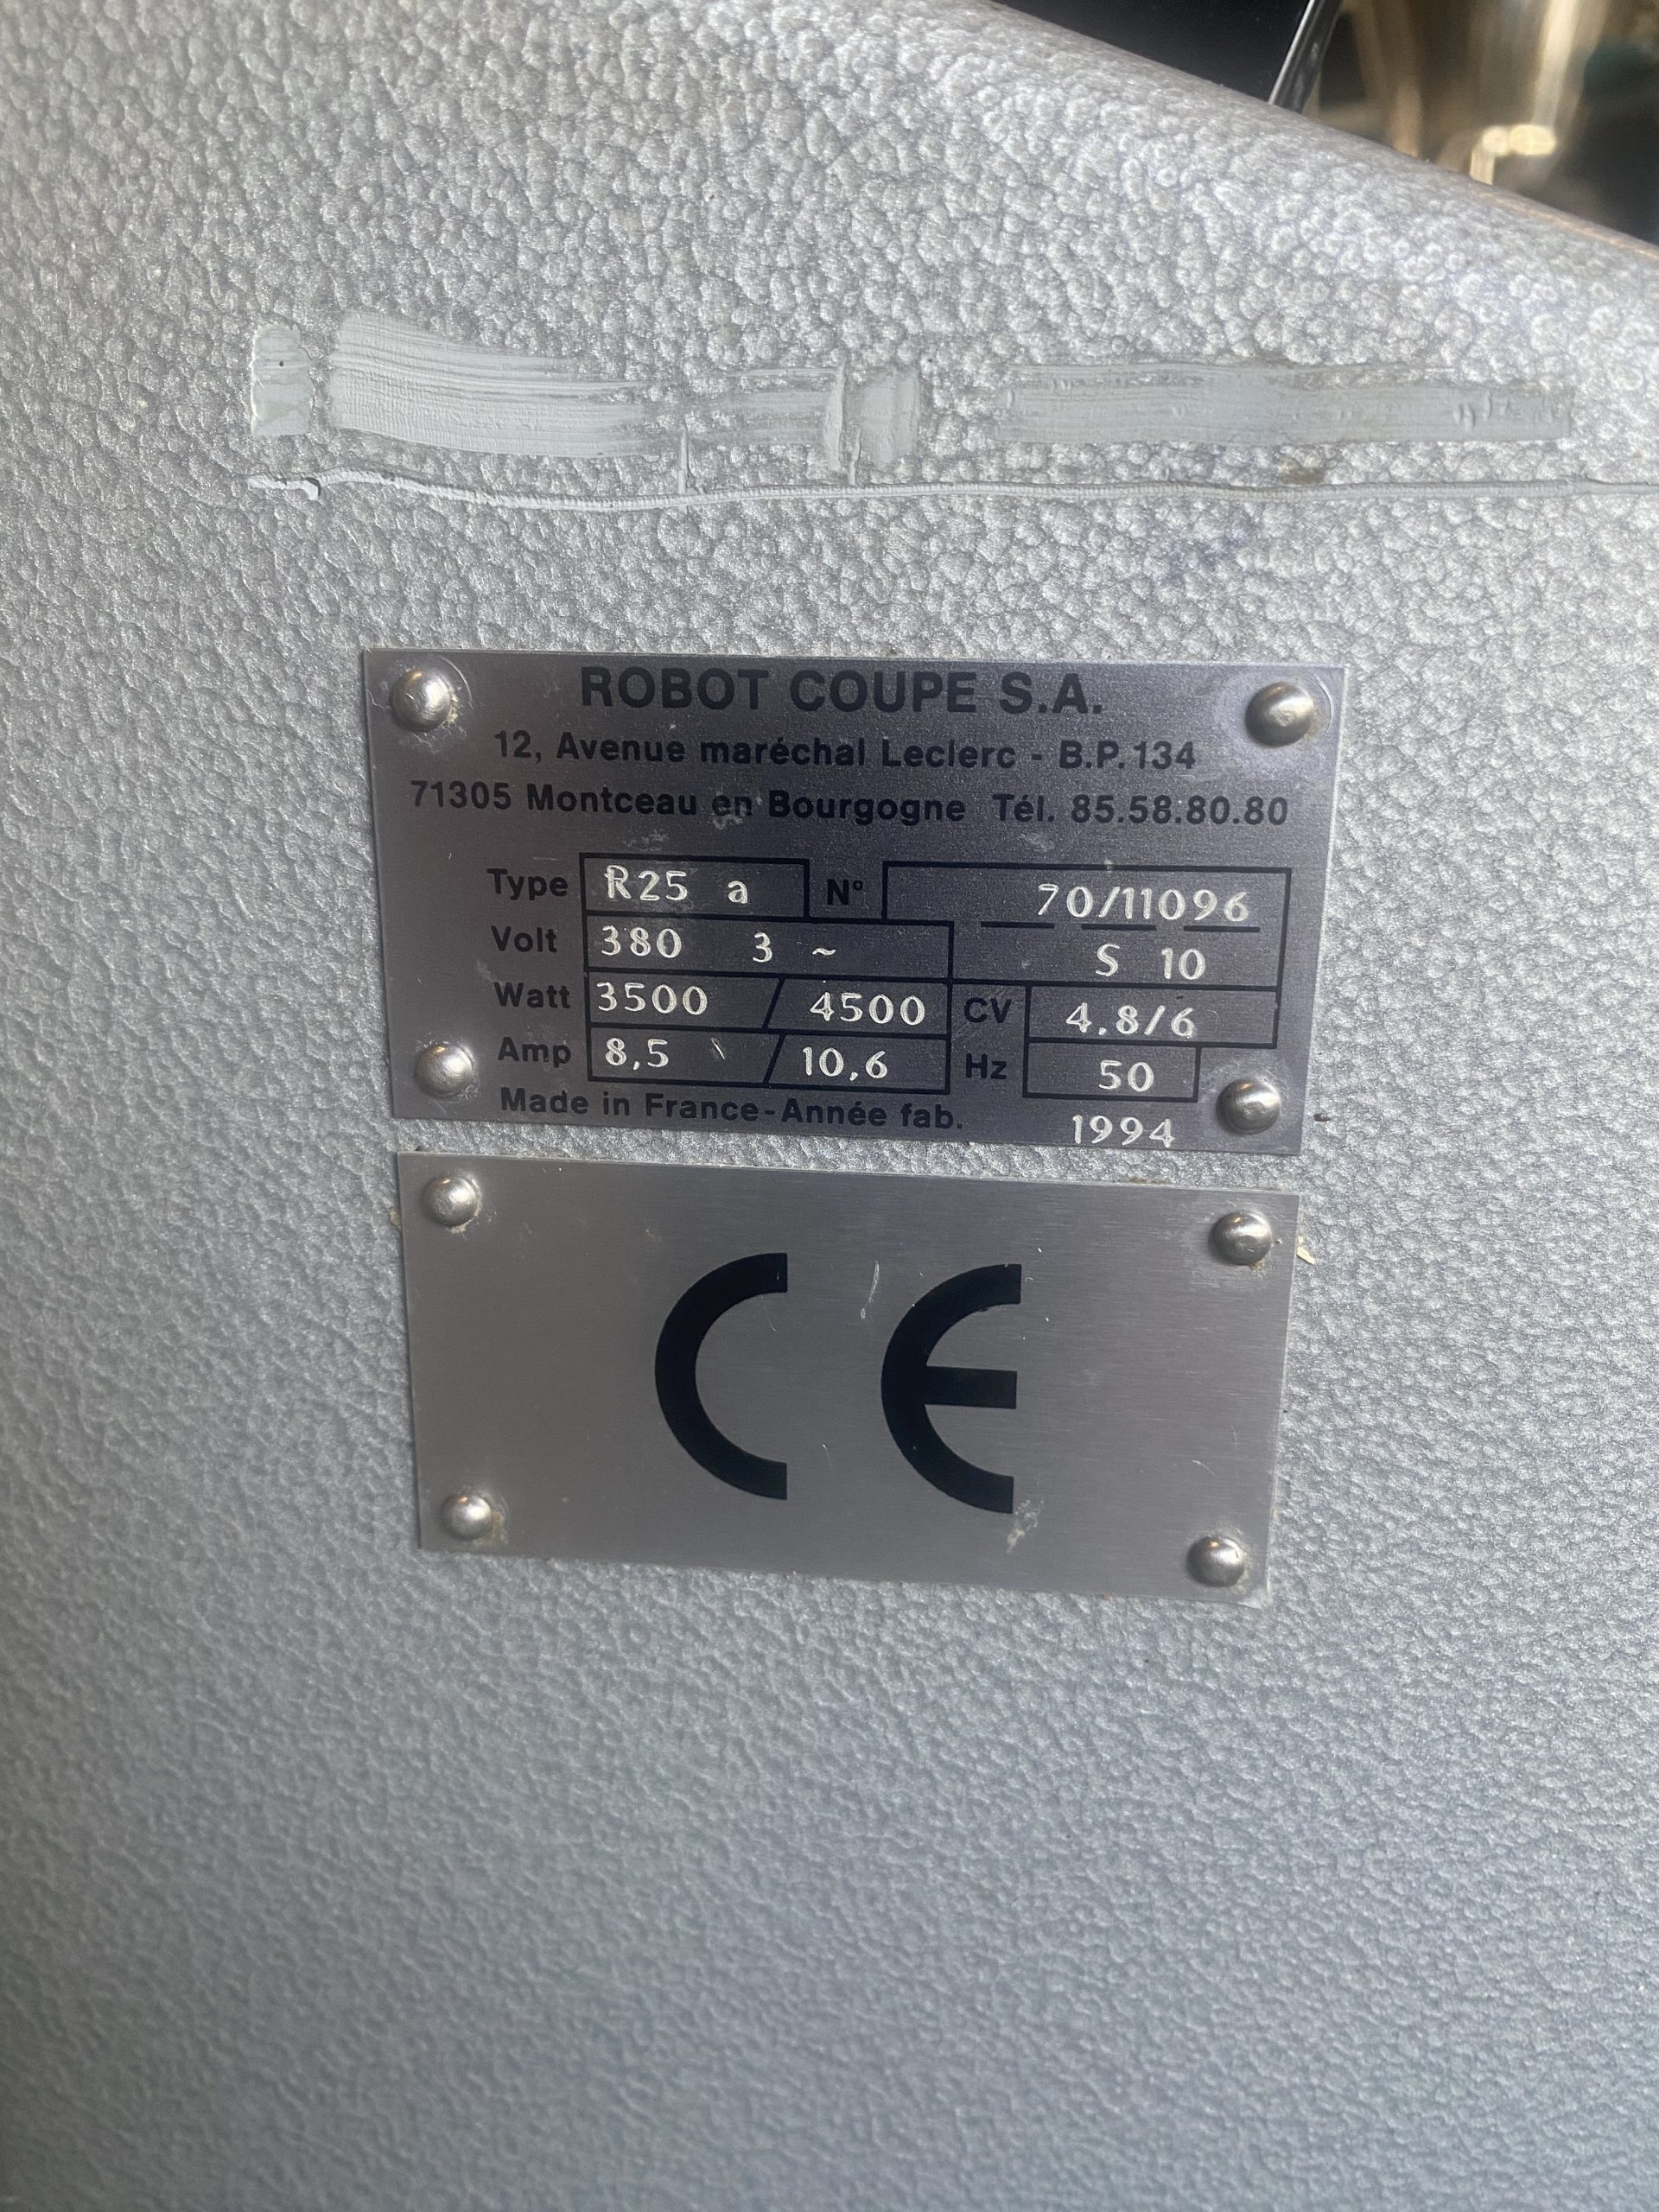 ROBOT COUPE S.A.
12, Avenue maréchal Leclerc - B.P. 134
71305 Montceau en Bourgogne Tél. 85.58.80.80
Type R25 a N° 70/11096
Volt 380 3 ~ S 10
Watt 3500 / 4500 CV 4.8/6
Amp 8,5 / 10,6 Hz 50
Made in France-Année fab. 1994
CE